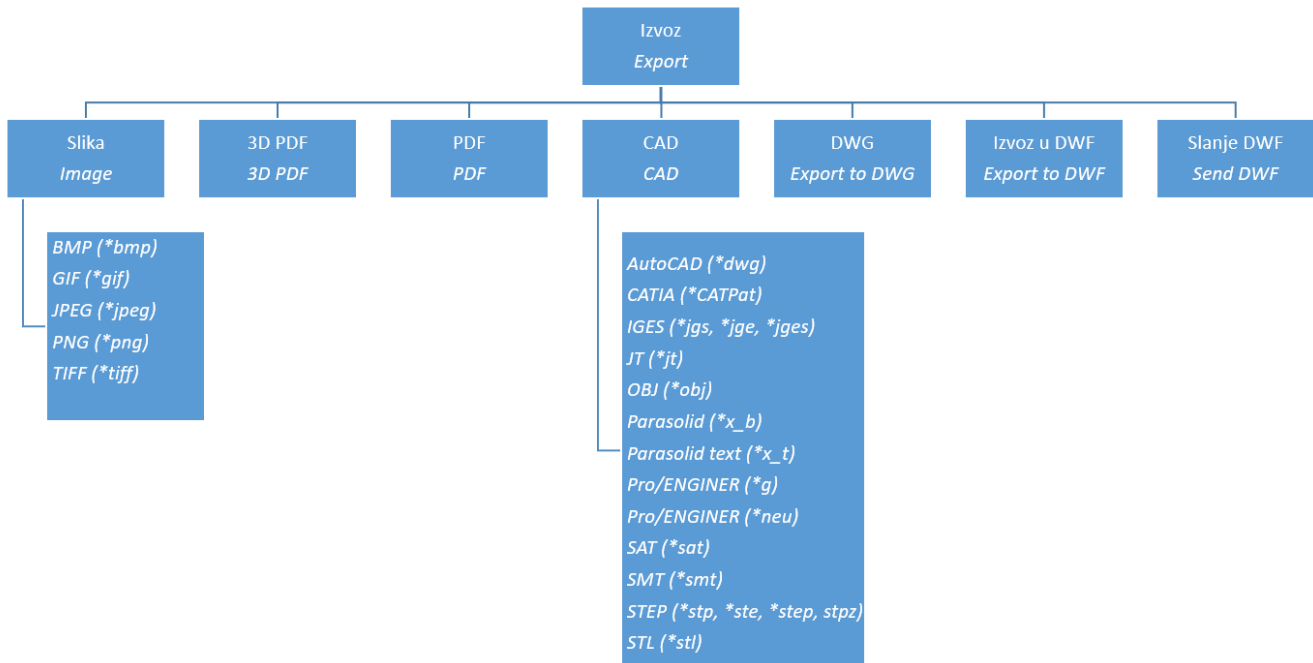 Izvoz
Export
Slika
Image
3D PDF
3D PDF
PDF
PDF
CAD
CAD
DWG
Export to DWG
Izvoz u DWF
Export to DWF
Slanje DWF
Send DWF
BMP (*bmp)
GIF (*gif)
JPEG (*jpeg)
PNG (*png)
TIFF (*tiff)
AutoCAD (*dwg)
CATIA (*CATPat)
IGES (*jgs, *jge, *jges)
JT (*jt)
OBJ (*obj)
Parasolid (*x_b)
Parasolid text (*x_t)
Pro/ENGINER (*g)
Pro/ENGINER (*neu)
SAT (*sat)
SMT (*smt)
STEP (*stp, *ste, *step, stpz)
STL (*stl)